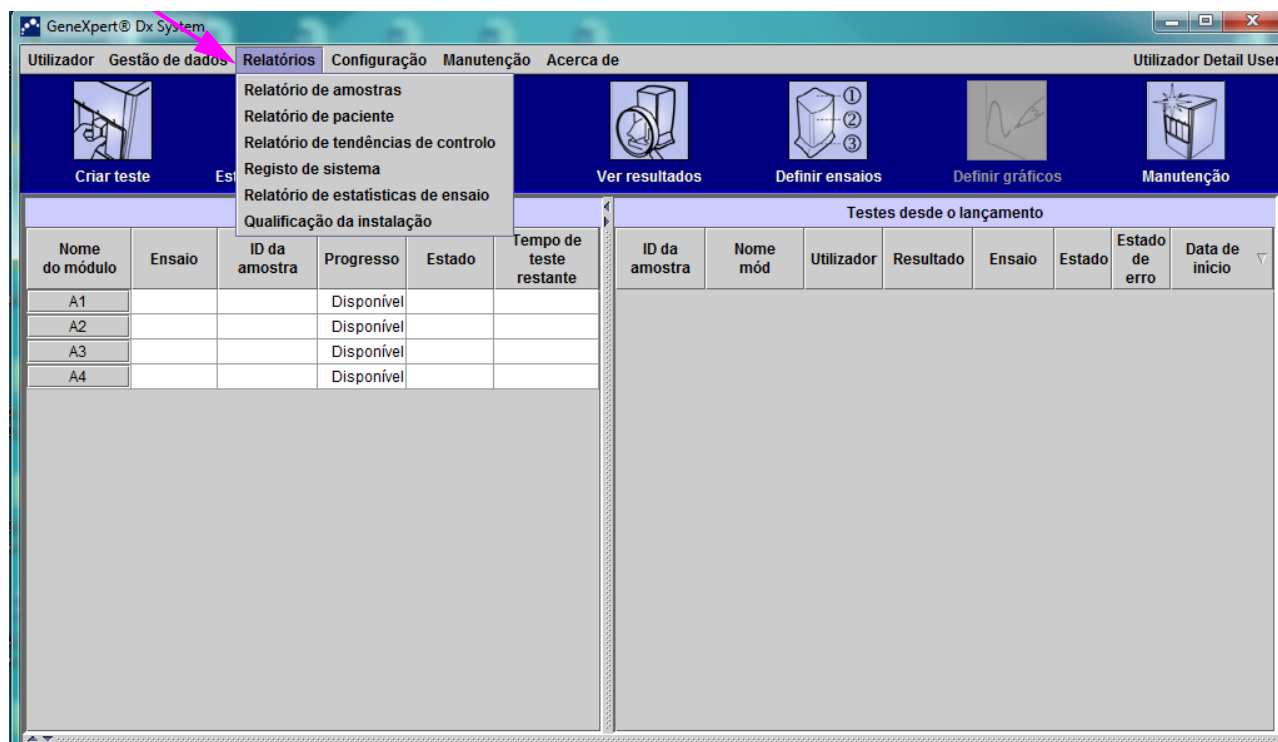 GeneXpert® Dx System
Utilizador Gestão de dados Relatórios Configuração Manutenção Acerca de Utilizador Detail User
Relatório de amostras
Relatório de paciente
Relatório de tendências de controlo
Registo de sistema
Relatório de estatísticas de ensaio
Qualificação da instalação
Criar teste Est Ver resultados Definir ensaios Definir gráficos Manutenção
①
②
③
Nome do módulo
Ensaio
ID da amostra
Progresso
Estado
Tempo de teste restante
A1 Disponível
A2 Disponível
A3 Disponível
A4 Disponível
Testes desde o lançamento
ID da amostra
Nome mód
Utilizador
Resultado
Ensaio
Estado
Estado de erro
Data de início